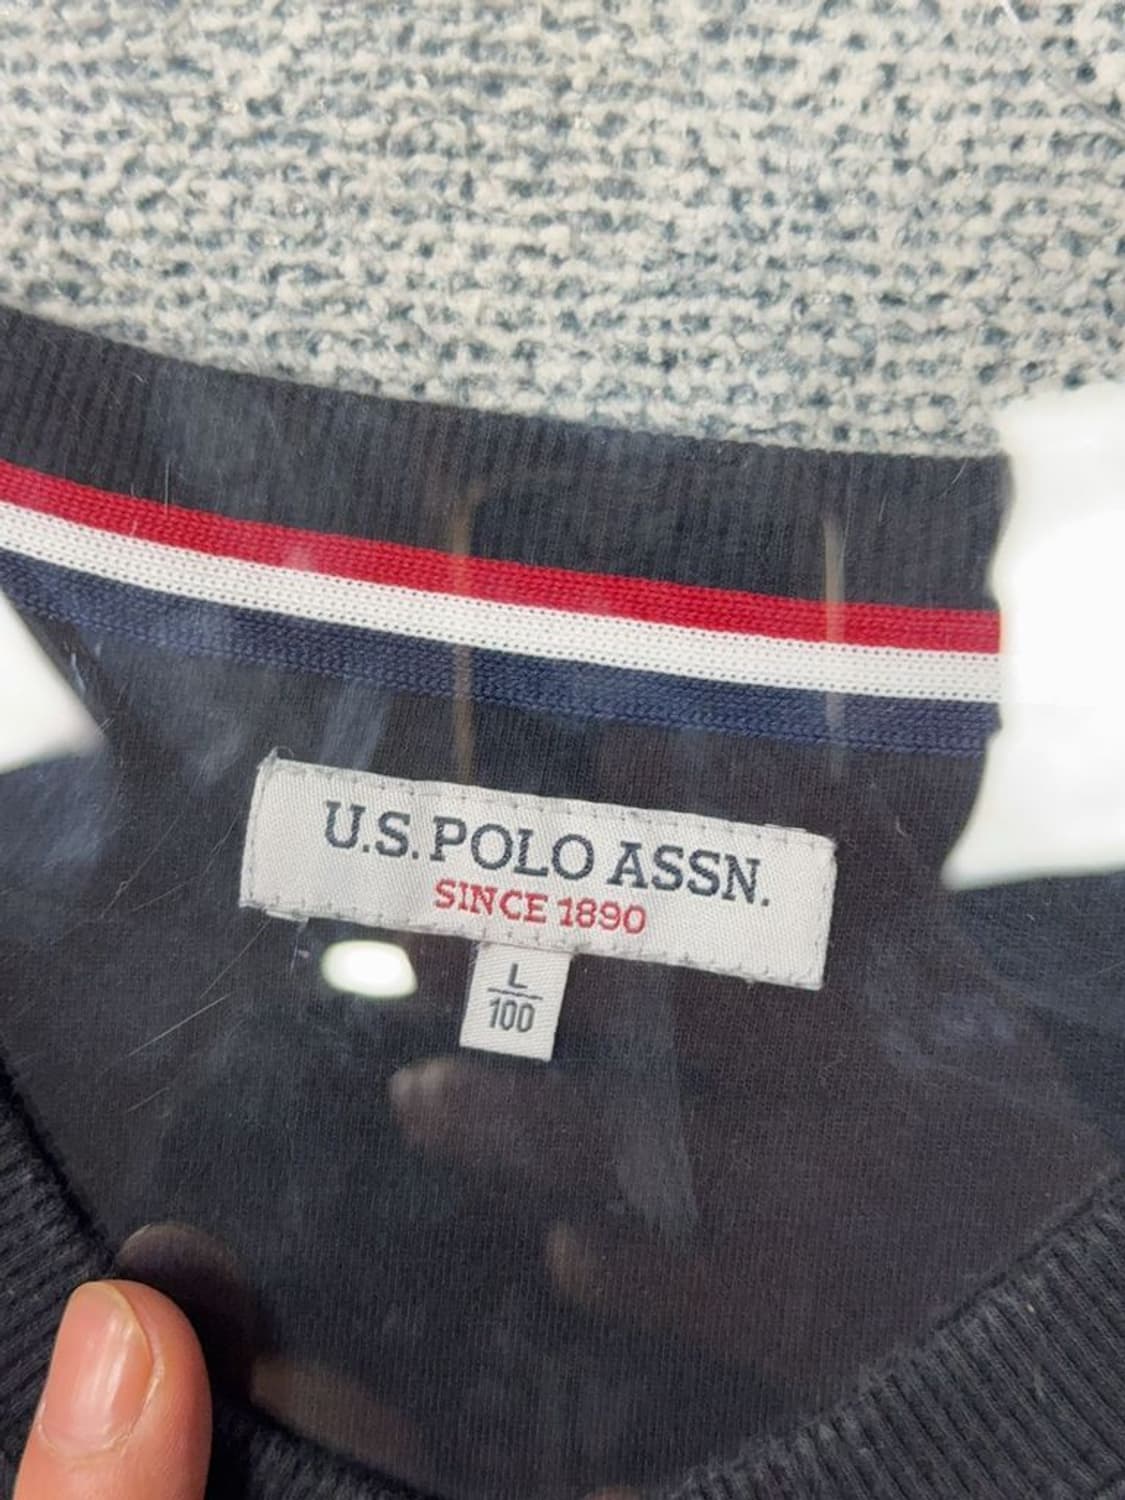 U.S. POLO ASSN.
SINCE 1890
L
100